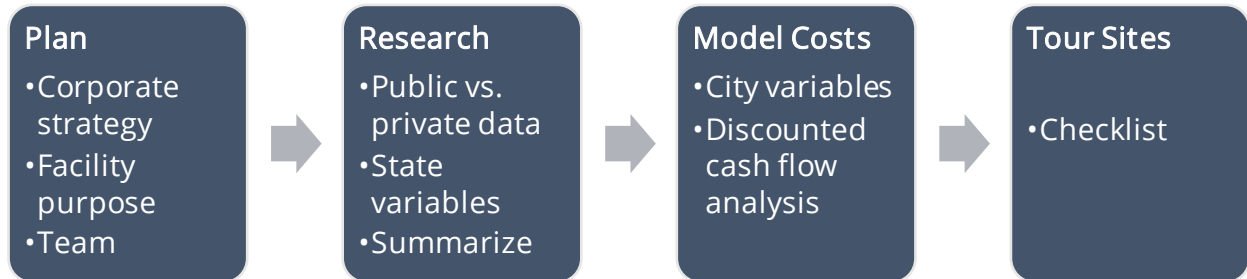 Plan
•Corporate
strategy
•Facility
purpose
•Team
Research
•Public vs.
private data
•State
variables
•Summarize
Model Costs
•City variables
•Discounted
cash flow
analysis
Tour Sites
•Checklist